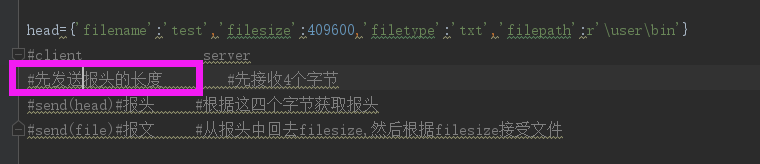 head={'filename':'test','filesize':409600,'filetype':'txt','filepath':r'\user\bin'}
#client server
#先发送报头的长度 #先接收4个字节
#send(head)#报头 #根据这四个字节获取报头
#send(file)#报文 #从报头中回去filesize,然后根据filesize接受文件